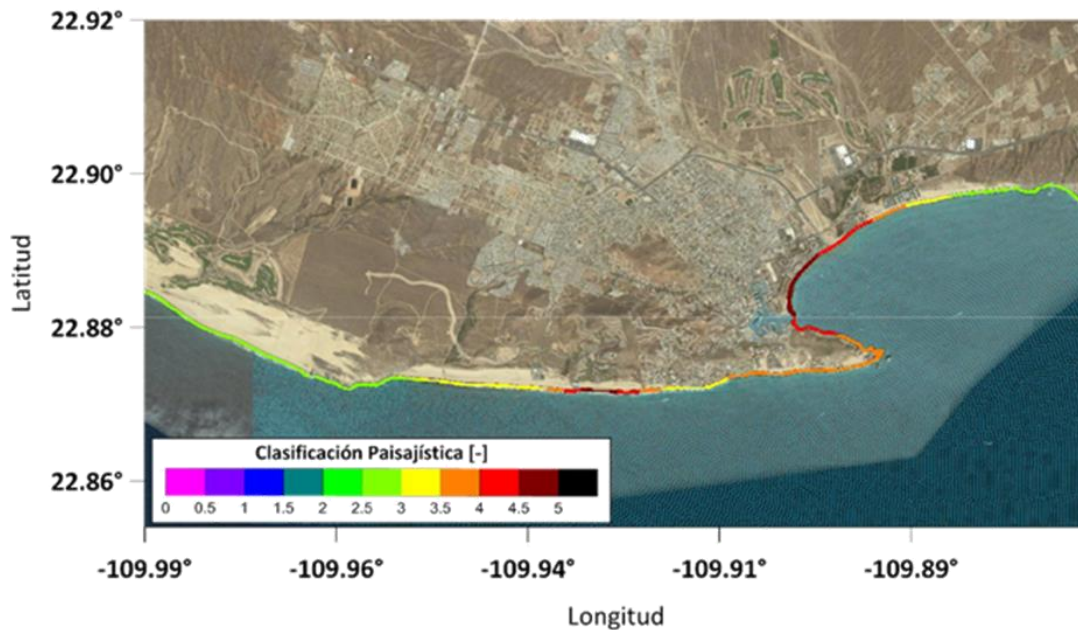 22.92°
22.90°
22.88°
22.86°
Latitud
Clasificación Paisajística [-]
0 0.5 1 1.5 2 2.5 3 3.5 4 4.5 5
-109.99° -109.96° -109.94° -109.91° -109.89°
Longitud